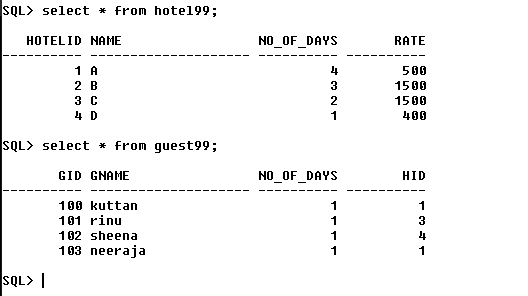 SQL> select * from hotel99;
HOTELID NAME NO_OF_DAYS RATE
---------- -------------------- ---------- ----------
1 A 4 500
2 B 3 1500
3 C 2 1500
4 D 1 400
SQL> select * from guest99;
GID GNAME NO_OF_DAYS HID
---------- -------------------- ---------- ----------
100 kuttan 1 1
101 rinu 1 3
102 sheena 1 4
103 neeraja 1 1
SQL>